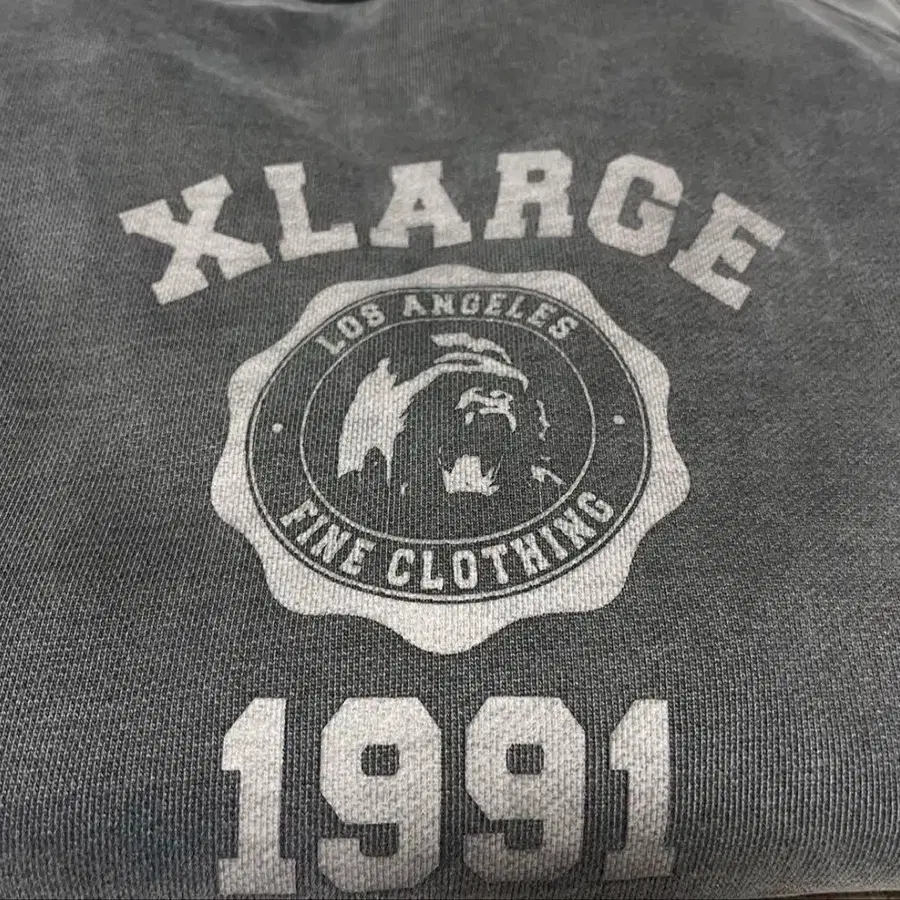 XLARGE
LOS ANGELES
FINE CLOTHING
1991